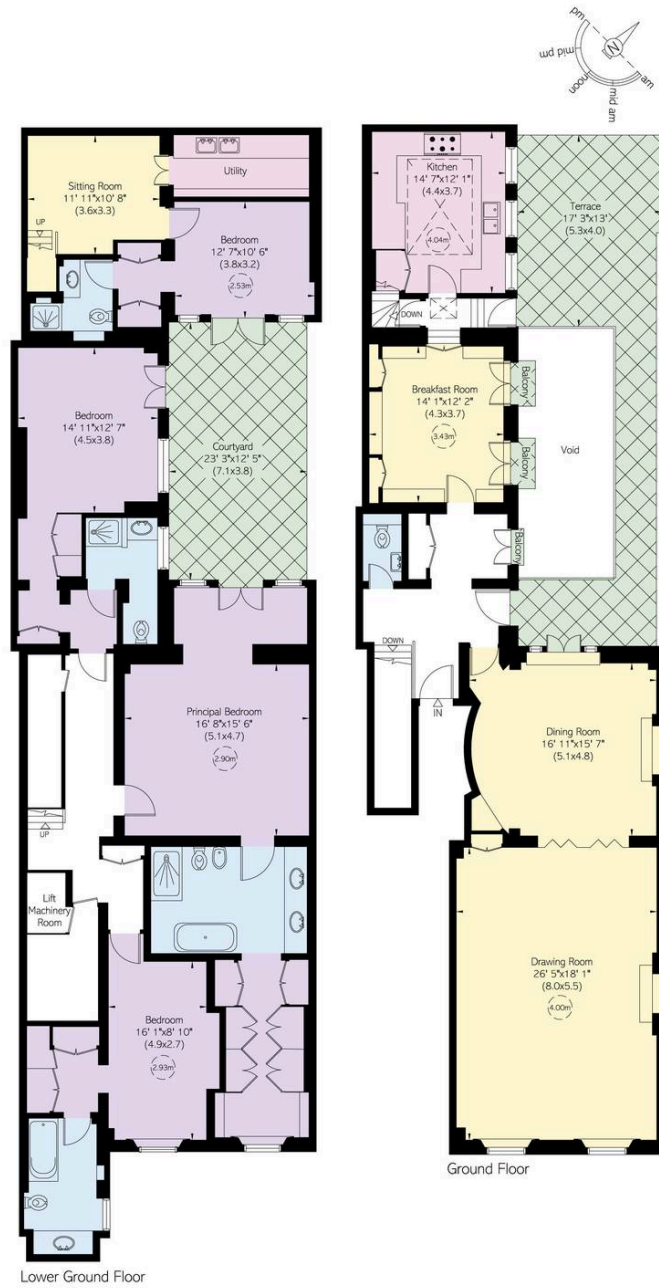 pm
mid pm
noon
mid am
am
N
Sitting Room
11' 11"x10' 8"
(3.6x3.3)
UP
Utility
Bedroom
12' 7"x10' 6"
(3.8x3.2)
2.53m
Bedroom
14' 11"x12' 7"
(4.5x3.8)
Courtyard
23' 3"x12' 5"
(7.1x3.8)
Principal Bedroom
16' 8"x15' 6"
(5.1x4.7)
2.90m
UP
Lift
Machinery
Room
Bedroom
16' 1"x8' 10"
(4.9x2.7)
2.93m
Lower Ground Floor
Kitchen
14' 7"x12' 1"
(4.4x3.7)
4.04m
Terrace
17' 3"x13'
(5.3x4.0)
DOWN
Breakfast Room
14' 1"x12' 2"
(4.3x3.7)
3.43m
Balcony
Balcony
Void
Balcony
DOWN
IN
Dining Room
16' 11"x15' 7"
(5.1x4.8)
Drawing Room
26' 5"x18' 1"
(8.0x5.5)
4.00m
Ground Floor